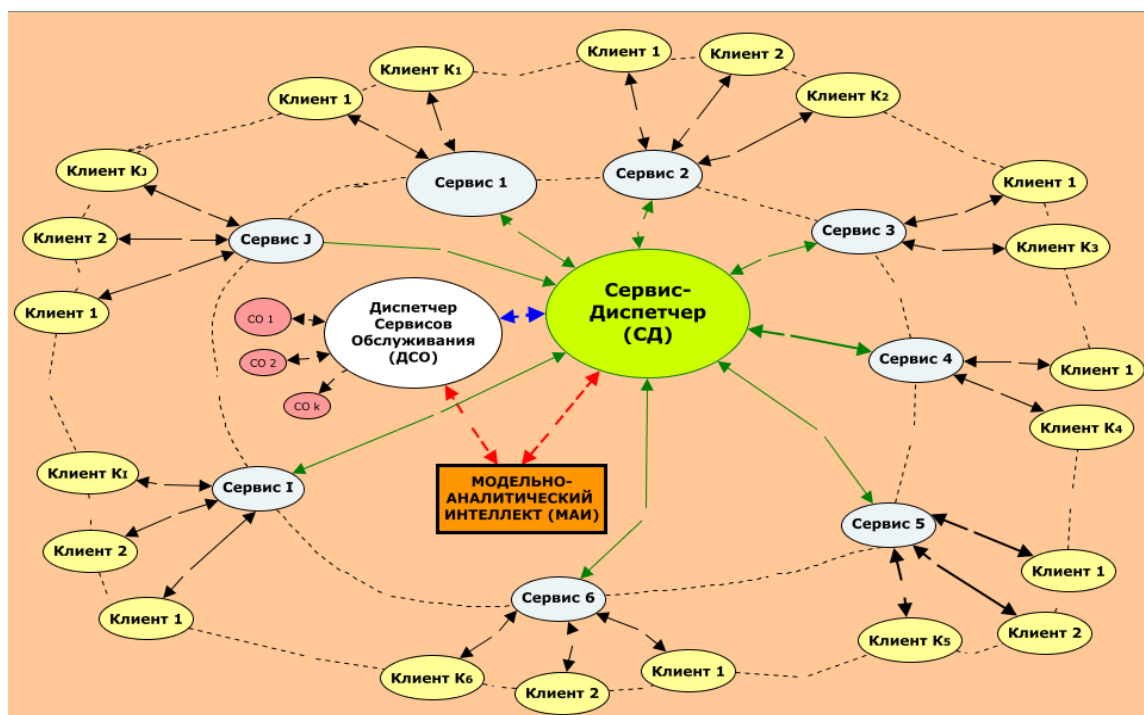 Клиент 1
Клиент 2
Клиент K1
Клиент 1
Клиент K2
Клиент KJ
Сервис 1
Сервис 2
Клиент 1
Клиент 2
Сервис J
Сервис 3
Клиент K3
Клиент 1
СО 1
СО 2
СО k
Диспетчер
Сервисов
Обслуживания
(ДСО)
Сервис-
Диспетчер
(СД)
Сервис 4
Клиент 1
Клиент K4
Клиент KI
Сервис I
МОДЕЛЬНО-
АНАЛИТИЧЕСКИЙ
ИНТЕЛЛЕКТ (МАИ)
Сервис 5
Клиент 2
Клиент 1
Клиент 1
Сервис 6
Клиент 2
Клиент K5
Клиент K6
Клиент 1
Клиент 2